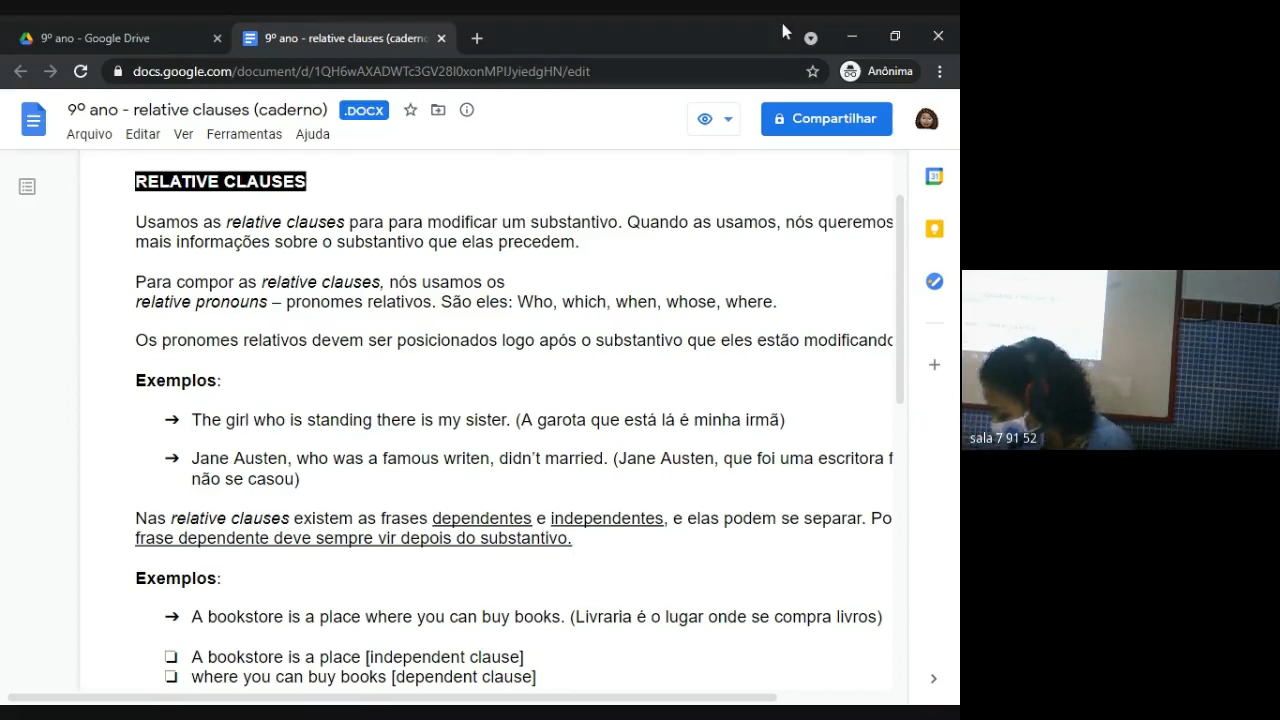 9º ano - Google Drive
9º ano - relative clauses (caderno
docs.google.com/document/d/1QH6wAXADWTc3GV28I0xonMPIJyiedgHN/edit
Anônima
9º ano - relative clauses (caderno)
.DOCX
Compartilhar
Arquivo Editar Ver Ferramentas Ajuda
31
RELATIVE CLAUSES
Usamos as relative clauses para para modificar um substantivo. Quando as usamos, nós queremos
mais informações sobre o substantivo que elas precedem.
Para compor as relative clauses, nós usamos os
relative pronouns – pronomes relativos. São eles: Who, which, when, whose, where.
Os pronomes relativos devem ser posicionados logo após o substantivo que eles estão modificando
Exemplos:
➔ The girl who is standing there is my sister. (A garota que está lá é minha irmã)
➔ Jane Austen, who was a famous writen, didn’t married. (Jane Austen, que foi uma escritora f
não se casou)
Nas relative clauses existem as frases dependentes e independentes, e elas podem se separar. Po
frase dependente deve sempre vir depois do substantivo.
Exemplos:
➔ A bookstore is a place where you can buy books. (Livraria é o lugar onde se compra livros)
❏ A bookstore is a place [independent clause]
❏ where you can buy books [dependent clause]
sala 7 91 52